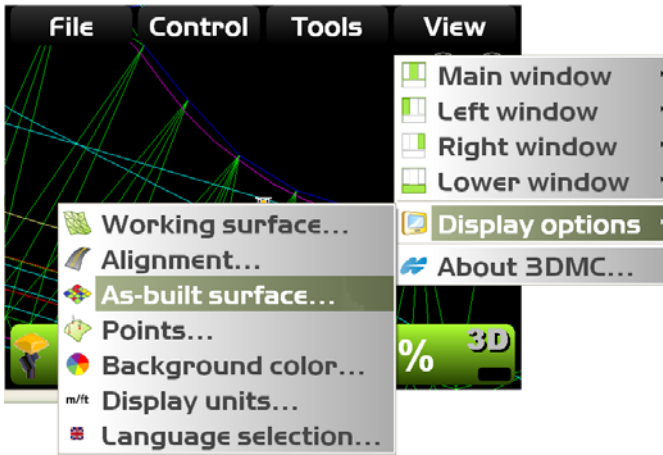 File Control Tools View
Main window
Left window
Right window
Lower window
Display options
About 3DMC...
Working surface...
Alignment...
As-built surface...
Points...
Background color...
m/ft Display units...
Language selection...
% 3D